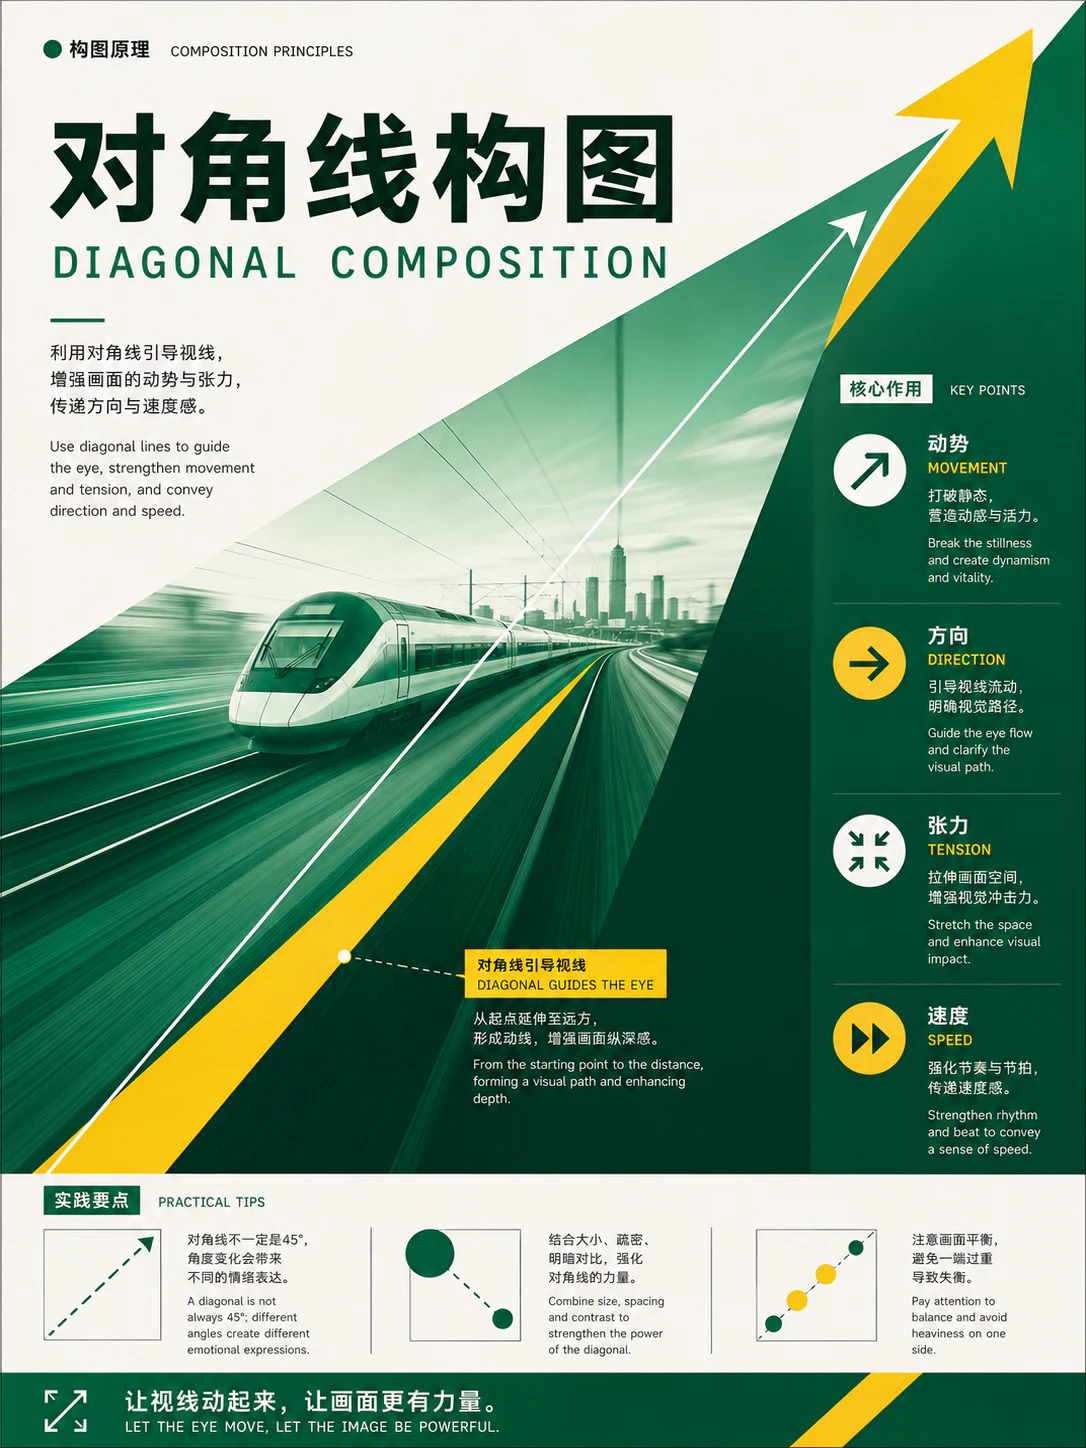 构图原理 COMPOSITION PRINCIPLES
对角线构图
DIAGONAL COMPOSITION
利用对角线引导视线，
增强画面的动势与张力，
传递方向与速度感。
Use diagonal lines to guide
the eye, strengthen movement
and tension, and convey
direction and speed.
核心作用 KEY POINTS
动势
MOVEMENT
打破静态，
营造动感与活力。
Break the stillness
and create dynamism
and vitality.
方向
DIRECTION
引导视线流动，
明确视觉路径。
Guide the eye flow
and clarify the
visual path.
张力
TENSION
拉伸画面空间，
增强视觉冲击力。
Stretch the space
and enhance visual
impact.
速度
SPEED
强化节奏与节拍，
传递速度感。
Strengthen rhythm
and beat to convey
a sense of speed.
对角线引导视线
DIAGONAL GUIDES THE EYE
从起点延伸至远方，
形成动线，增强画面纵深感。
From the starting point to the distance,
forming a visual path and enhancing
depth.
实践要点 PRACTICAL TIPS
对角线不一定是45°，
角度变化会带来
不同的情绪表达。
A diagonal is not
always 45°; different
angles create different
emotional expressions.
结合大小、疏密、
明暗对比，强化
对角线的力量。
Combine size, spacing
and contrast to
strengthen the power
of the diagonal.
注意画面平衡，
避免一端过重
导致失衡。
Pay attention to
balance and avoid
heaviness on one
side.
让视线动起来，让画面更有力量。
LET THE EYE MOVE, LET THE IMAGE BE POWERFUL.